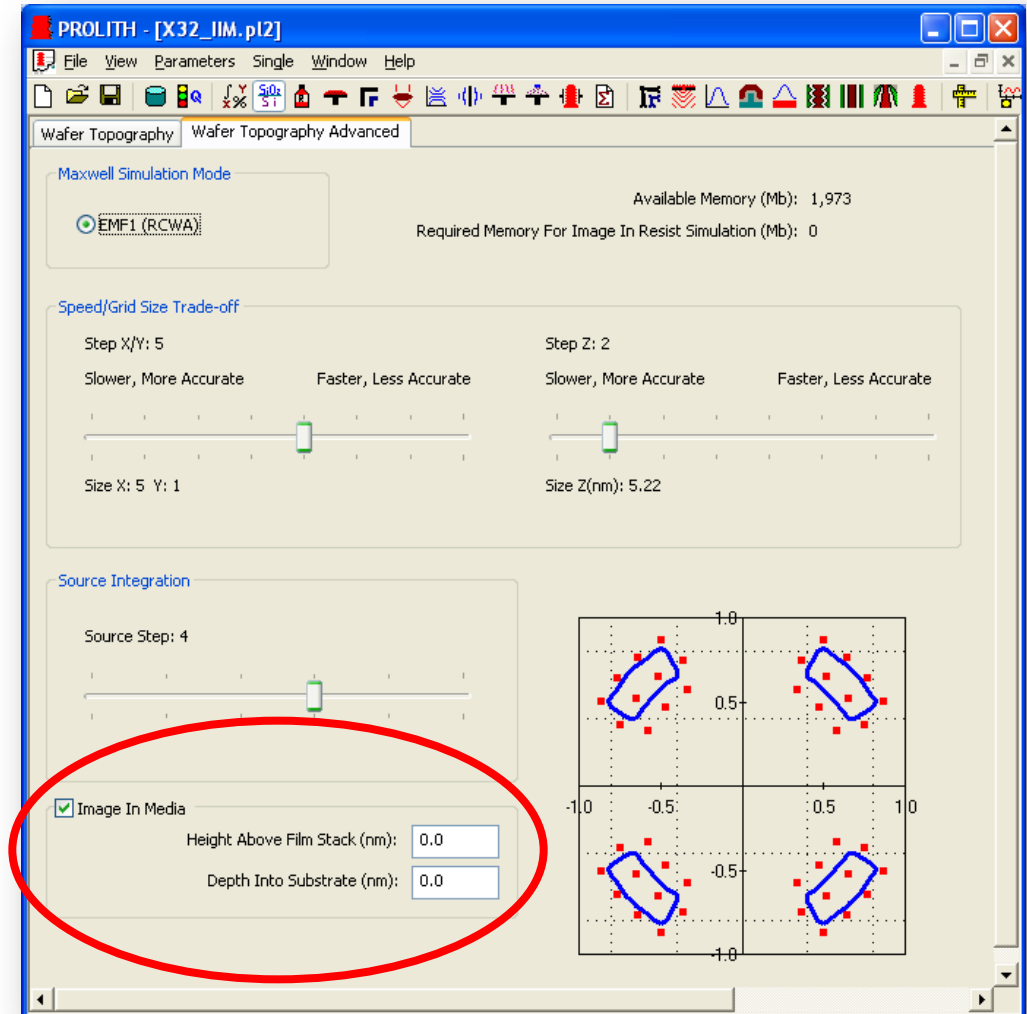 PROLITH - [X32_IIM.pl2]
File View Parameters Single Window Help
Wafer Topography Wafer Topography Advanced
Maxwell Simulation Mode
EMF1 (RCWA)
Available Memory (Mb): 1,973
Required Memory For Image In Resist Simulation (Mb): 0
Speed/Grid Size Trade-off
Step X/Y: 5 Step Z: 2
Slower, More Accurate Faster, Less Accurate Slower, More Accurate Faster, Less Accurate
Size X: 5 Y: 1 Size Z(nm): 5.22
Source Integration
Source Step: 4
1.0
0.5
-1.0 -0.5 0.5 1.0
-0.5
-1.0
Image In Media
Height Above Film Stack (nm): 0.0
Depth Into Substrate (nm): 0.0